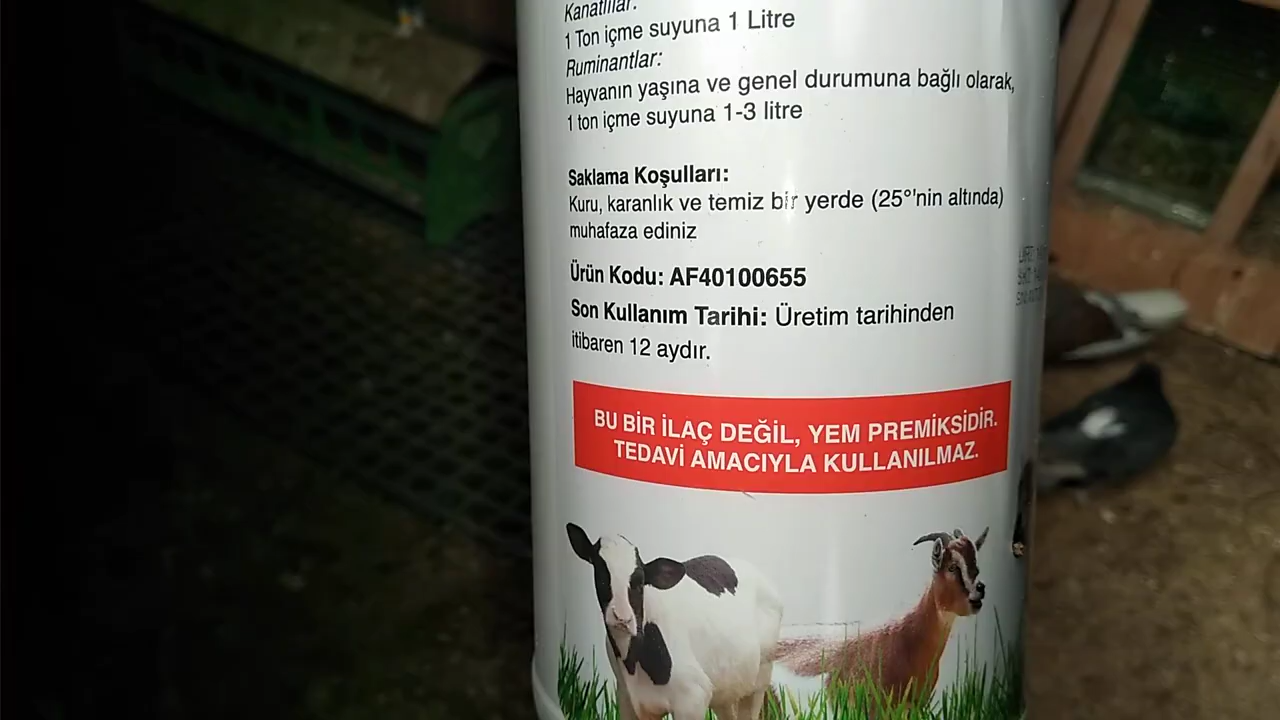 Kanatlılar:
1 Ton içme suyuna 1 Litre
Ruminantlar:
Hayvanın yaşına ve genel durumuna bağlı olarak,
1 ton içme suyuna 1-3 litre
Saklama Koşulları:
Kuru, karanlık ve temiz bir yerde (25°'nin altında)
muhafaza ediniz
Ürün Kodu: AF40100655
Son Kullanım Tarihi: Üretim tarihinden
itibaren 12 aydır.
BU BİR İLAÇ DEĞİL, YEM PREMİKSİDİR.
TEDAVİ AMACIYLA KULLANILMAZ.